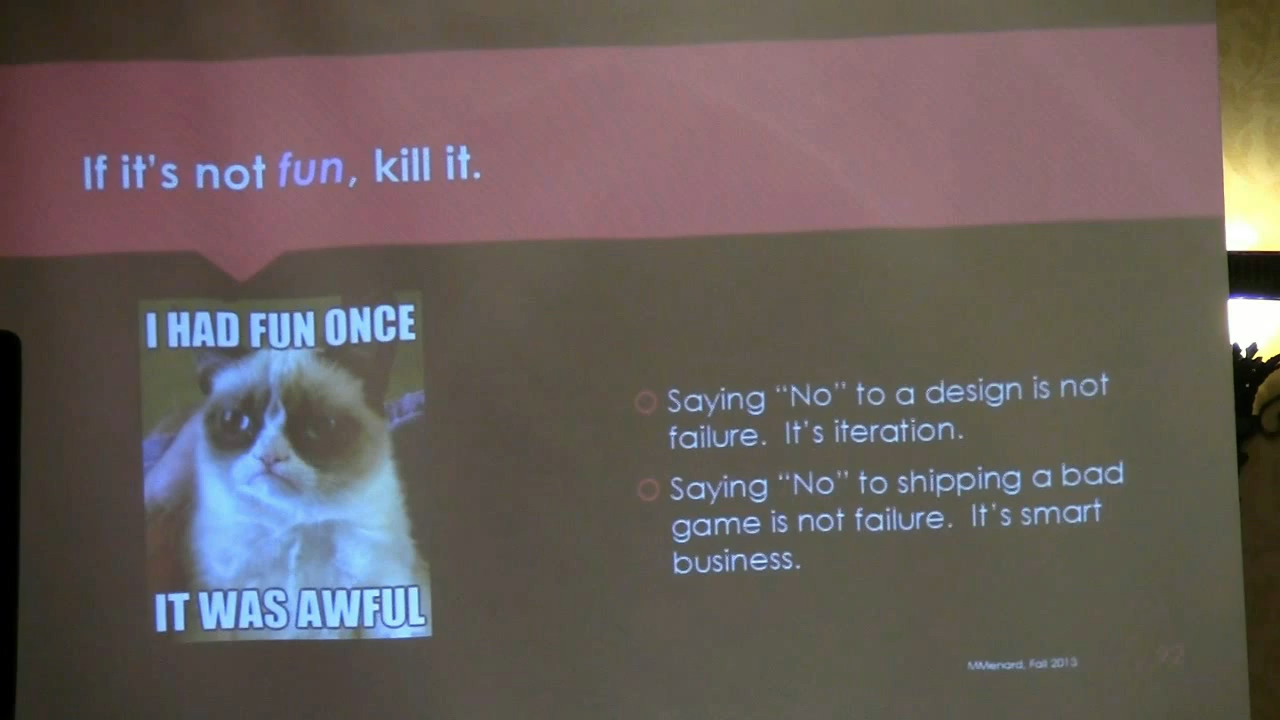 If it's not fun, kill it.
I HAD FUN ONCE
IT WAS AWFUL
Saying “No” to a design is not
failure. It's iteration.
Saying “No” to shipping a bad
game is not failure. It's smart
business.
MMenard, Fall 2013
92